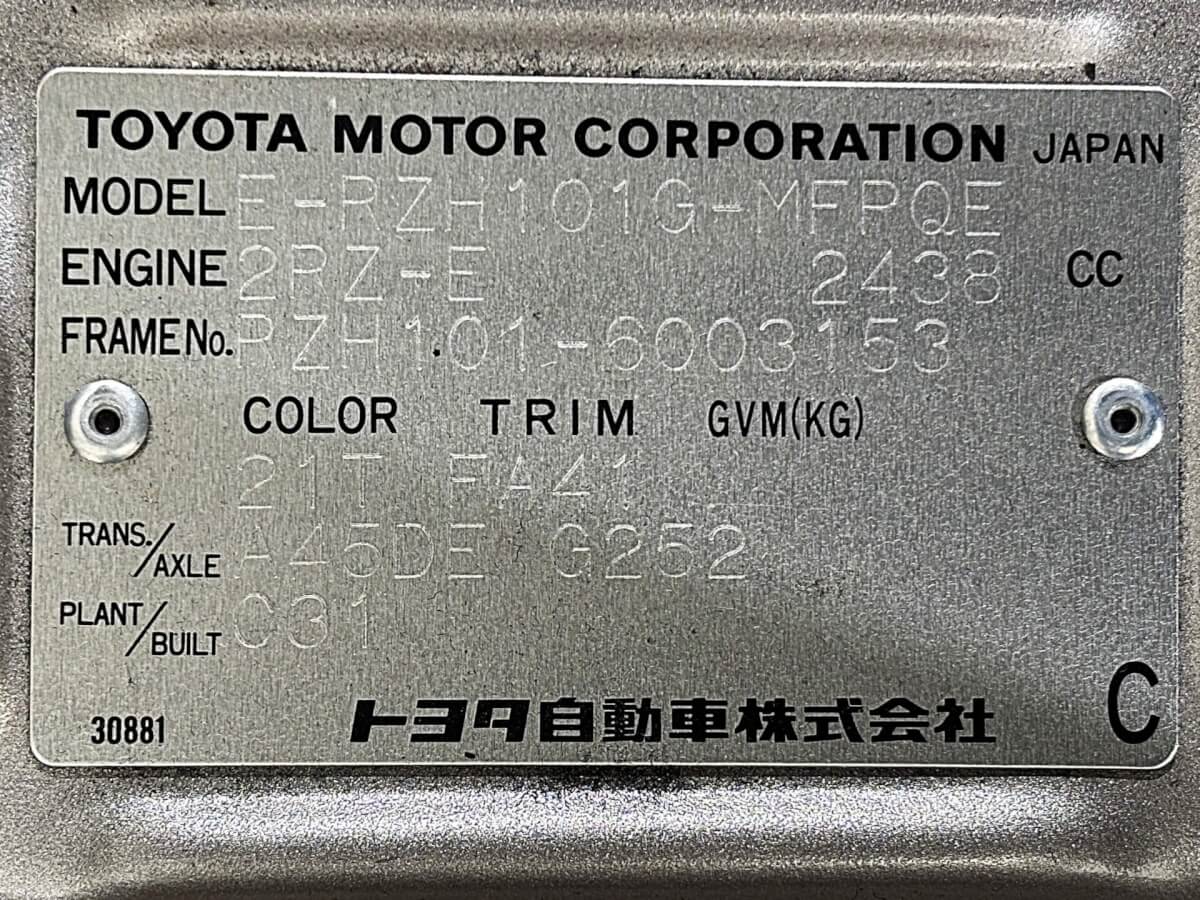 TOYOTA MOTOR CORPORATION JAPAN
MODEL E-RZH101G-MFPQE
ENGINE 2RZ-E 2438 CC
FRAME No. RZH101-6003153
COLOR TRIM GVM(KG)
21T FA41
TRANS./AXLE A45DE G252
PLANT/BUILT C31
30881 トヨタ自動車株式会社 C